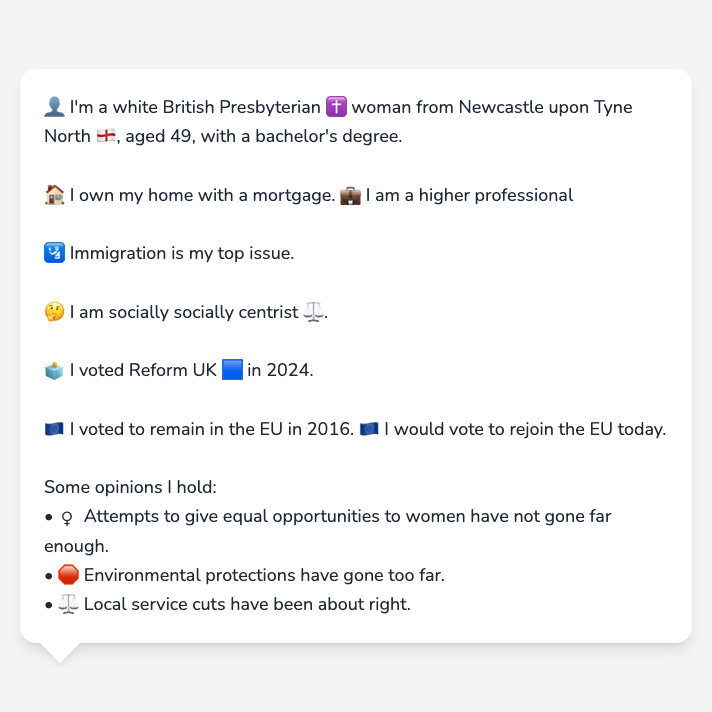 👤 I'm a white British Presbyterian ✝️ woman from Newcastle upon Tyne
North 🏴󠁧󠁢󠁥󠁮󠁧󠁿, aged 49, with a bachelor's degree.
🏠 I own my home with a mortgage. 💼 I am a higher professional
🛂 Immigration is my top issue.
🤔 I am socially socially centrist ⚖️.
🗳️ I voted Reform UK 🟦 in 2024.
🇪🇺 I voted to remain in the EU in 2016. 🇪🇺 I would vote to rejoin the EU today.
Some opinions I hold:
• ♀️ Attempts to give equal opportunities to women have not gone far
enough.
• 🛑 Environmental protections have gone too far.
• ⚖️ Local service cuts have been about right.